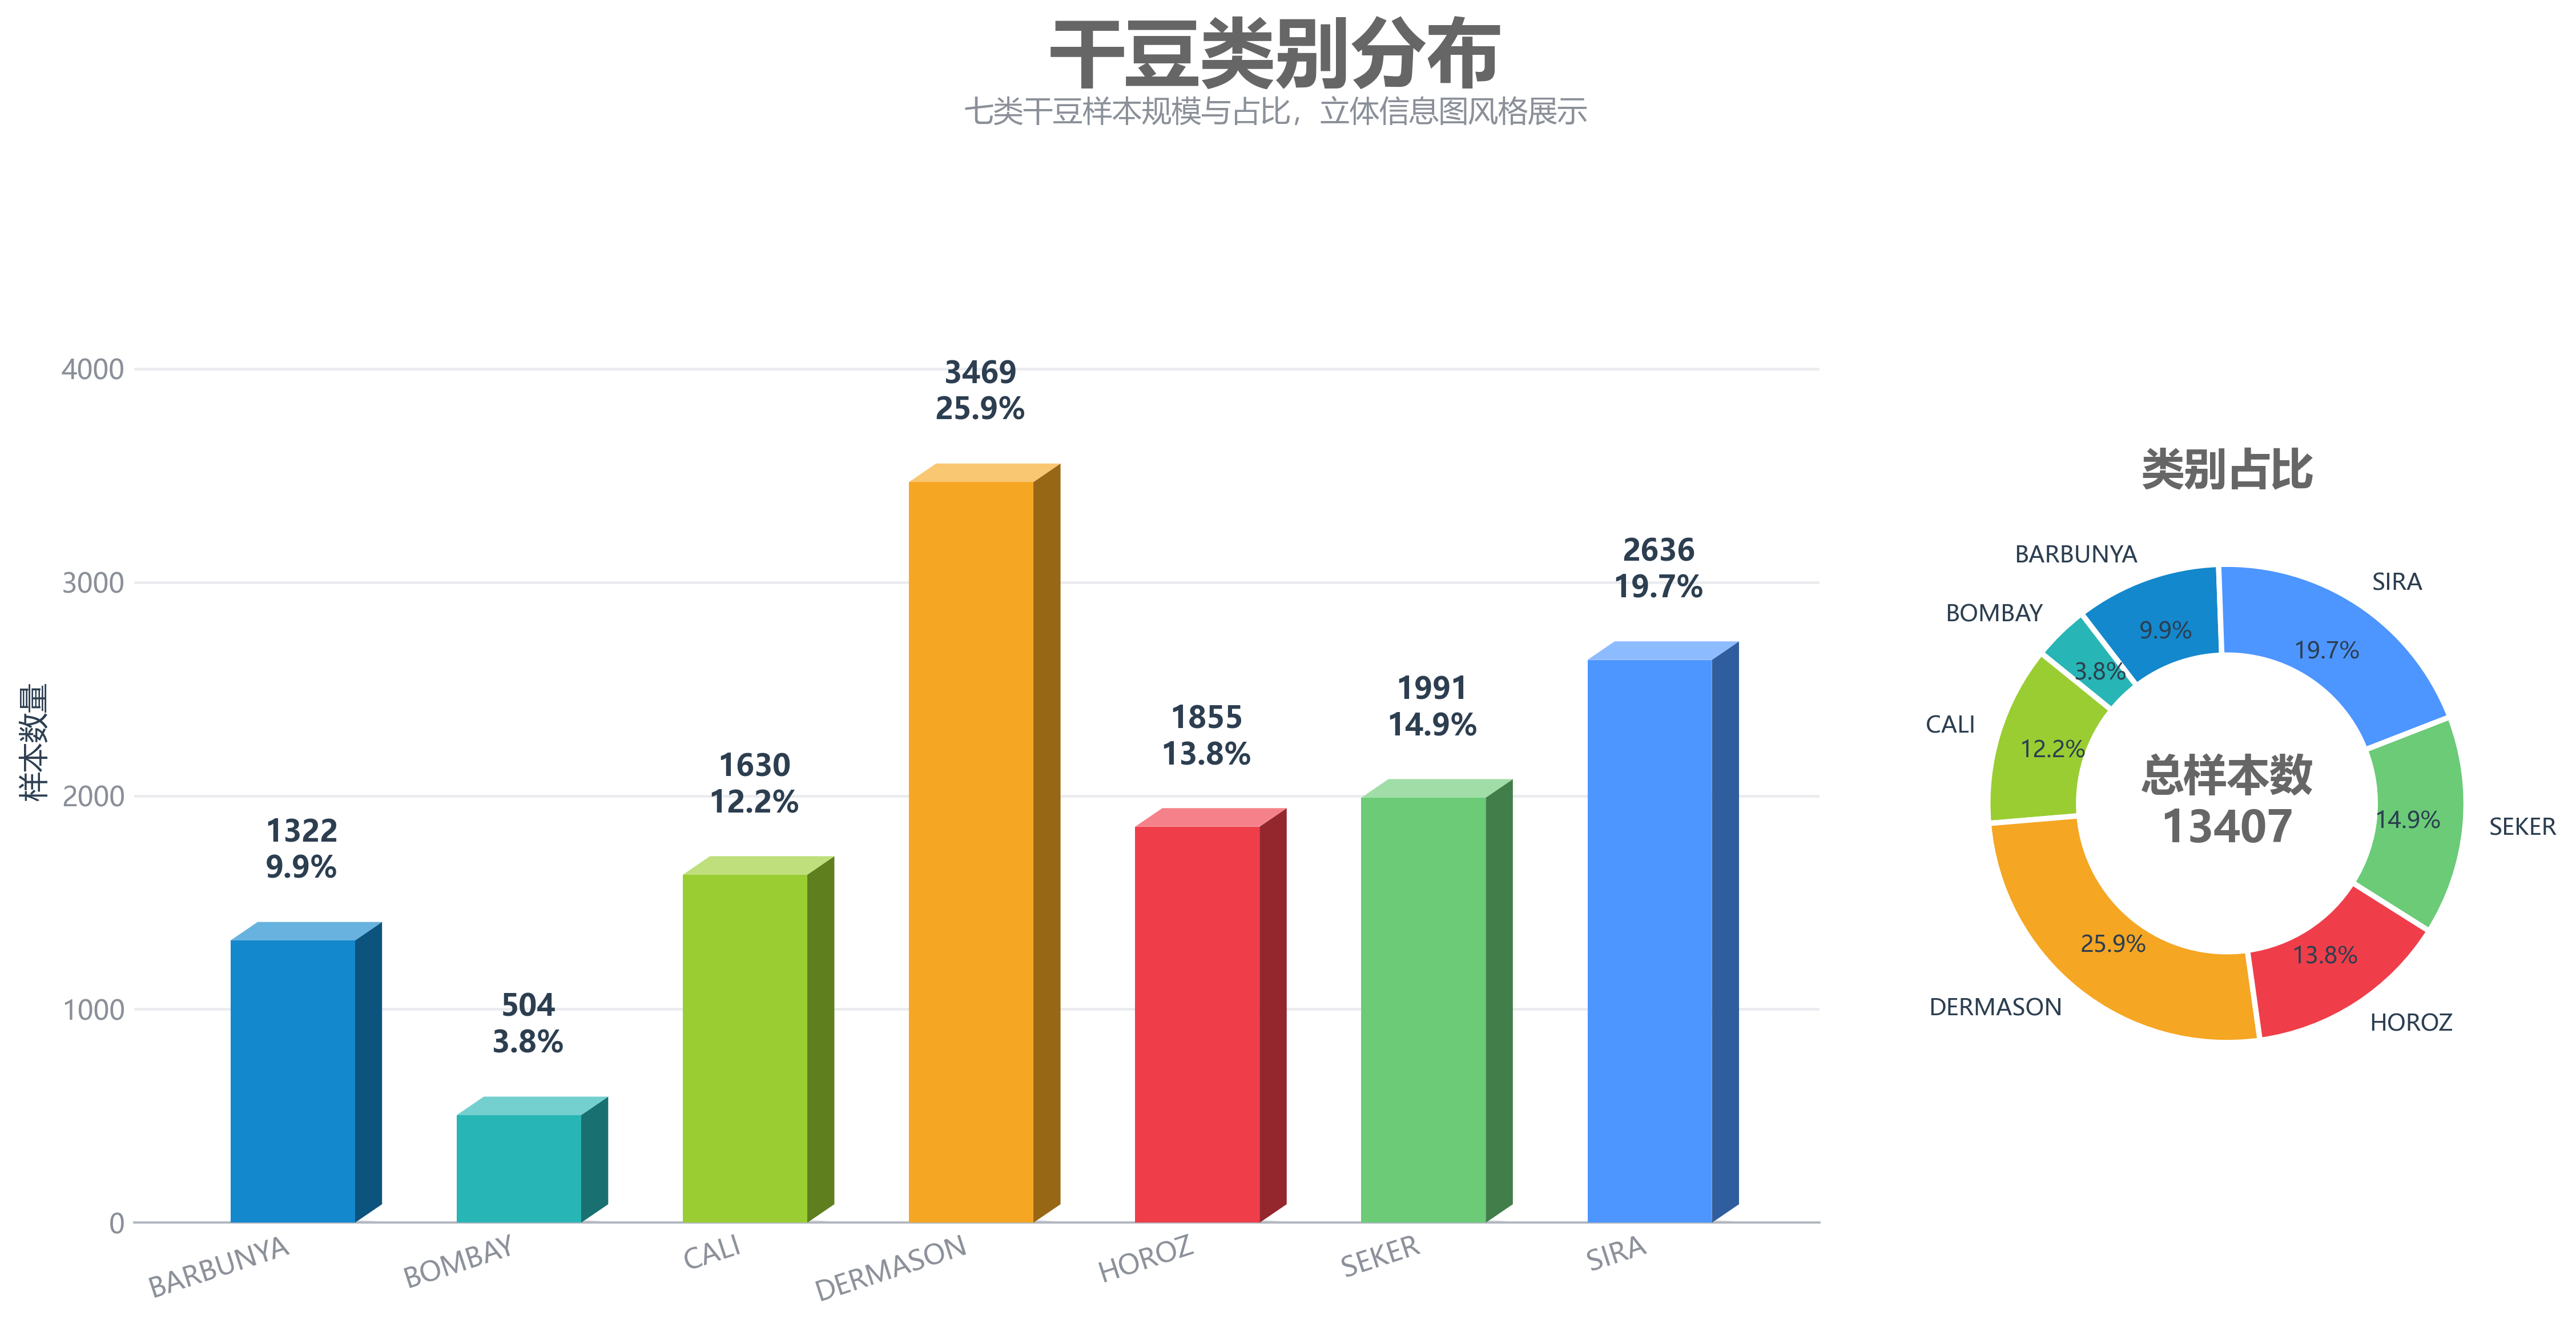 干豆类别分布
七类干豆样本规模与占比，立体信息图风格展示
样本数量
4000
3000
2000
1000
0
1322
9.9%
504
3.8%
1630
12.2%
3469
25.9%
1855
13.8%
1991
14.9%
2636
19.7%
BARBUNYA
BOMBAY
CALI
DERMASON
HOROZ
SEKER
SIRA
类别占比
BARBUNYA
9.9%
BOMBAY
3.8%
CALI
12.2%
DERMASON
25.9%
HOROZ
13.8%
SEKER
14.9%
SIRA
19.7%
总样本数
13407